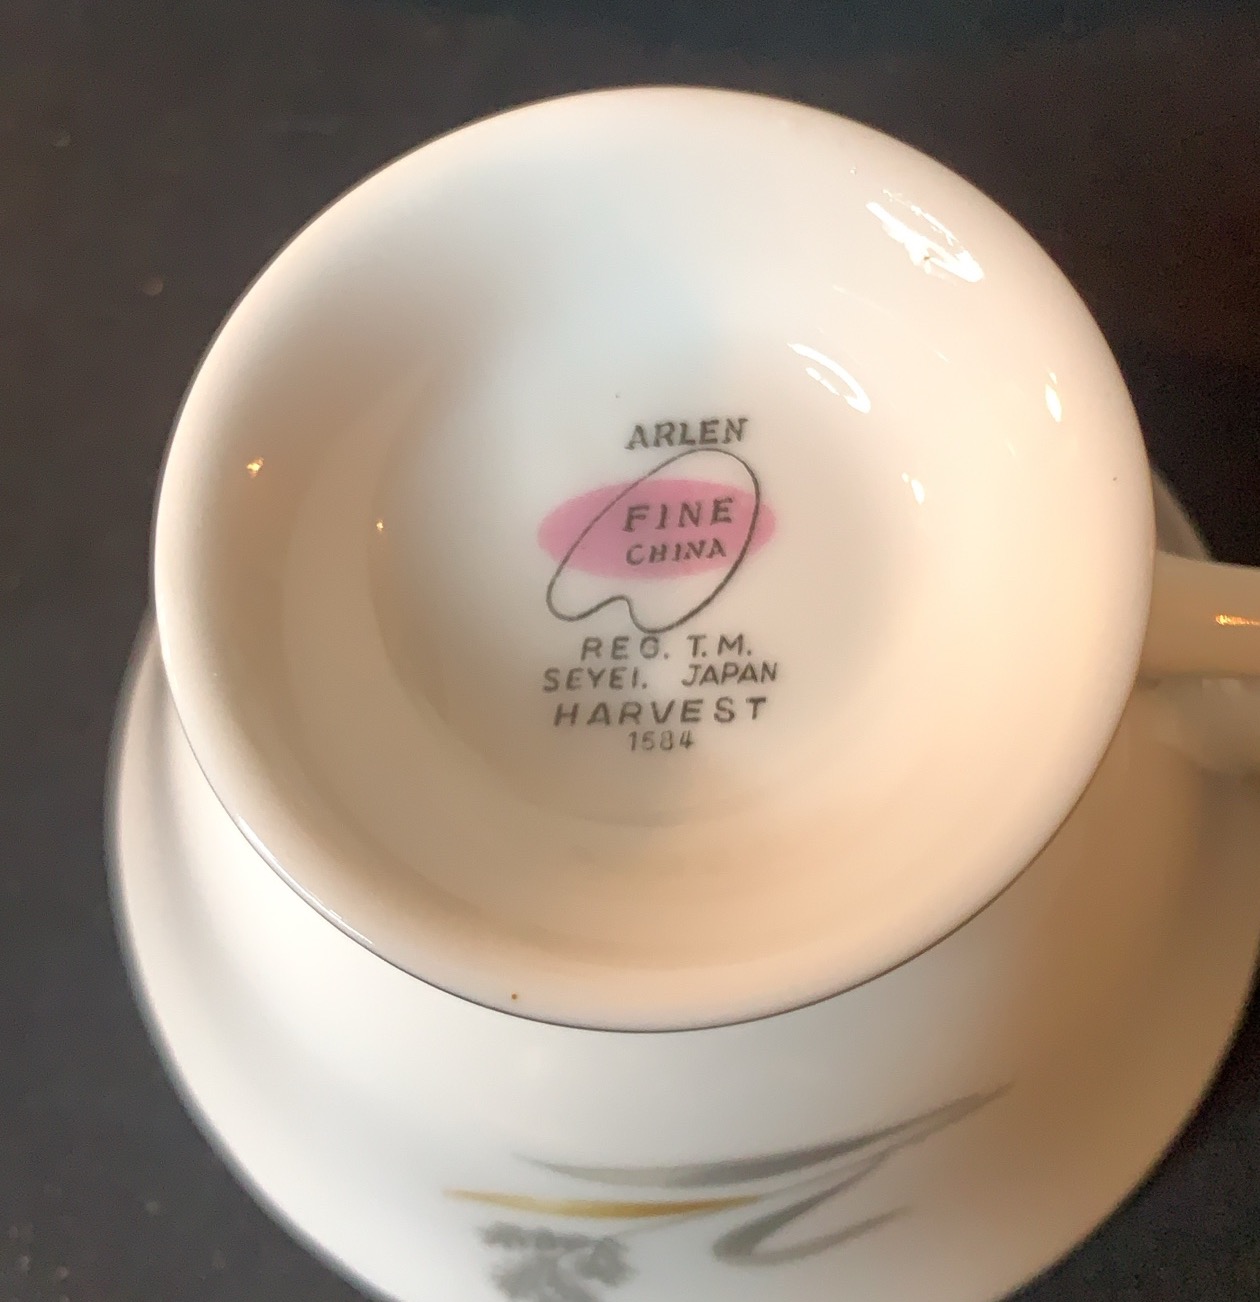 ARLEN
FINE
CHINA
REG. T.M.
SEYEI. JAPAN
HARVEST
1584